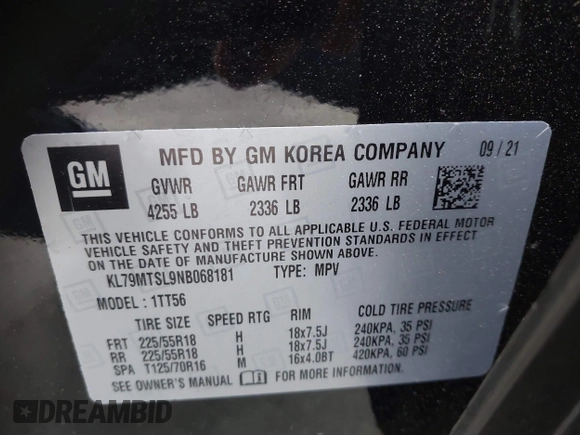 GM
MFD BY GM KOREA COMPANY 09 / 21
GVWR GAWR FRT GAWR RR
4255 LB 2336 LB 2336 LB
THIS VEHICLE CONFORMS TO ALL APPLICABLE U.S. FEDERAL MOTOR
VEHICLE SAFETY AND THEFT PREVENTION STANDARDS IN EFFECT
ON THE DATE OF MANUFACTURE SHOWN ABOVE.
KL79MTSL9NB068181 TYPE: MPV
MODEL : 1TT56
TIRE SIZE SPEED RTG RIM COLD TIRE PRESSURE
FRT 225/55R18 H 18x7.5J 240KPA, 35 PSI
RR 225/55R18 H 18x7.5J 240KPA, 35 PSI
SPA T125/70R16 M 16x4.0BT 420KPA, 60 PSI
SEE OWNER'S MANUAL FOR MORE INFORMATION.
DREAMBID